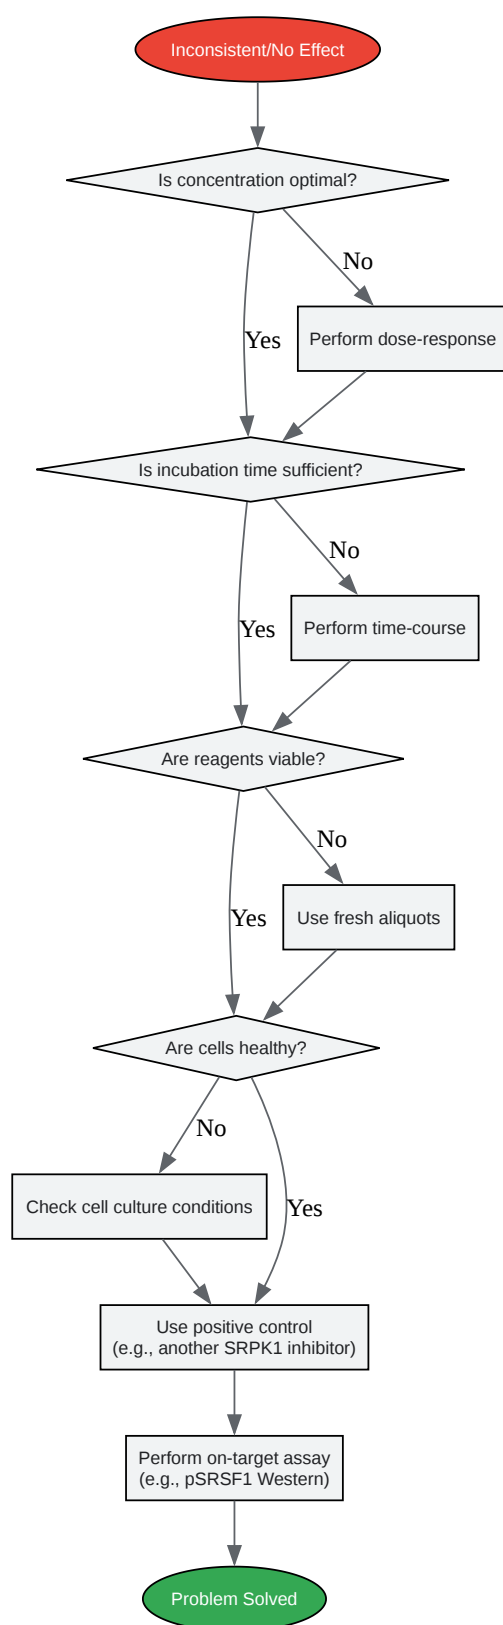 Inconsistent/No Effect
Is concentration optimal?
No
Perform dose-response
Yes
Is incubation time sufficient?
No
Perform time-course
Yes
Are reagents viable?
No
Use fresh aliquots
Yes
Are cells healthy?
No
Check cell culture conditions
Yes
Use positive control
(e.g., another SRPK1 inhibitor)
Perform on-target assay
(e.g., pSRSF1 Western)
Problem Solved